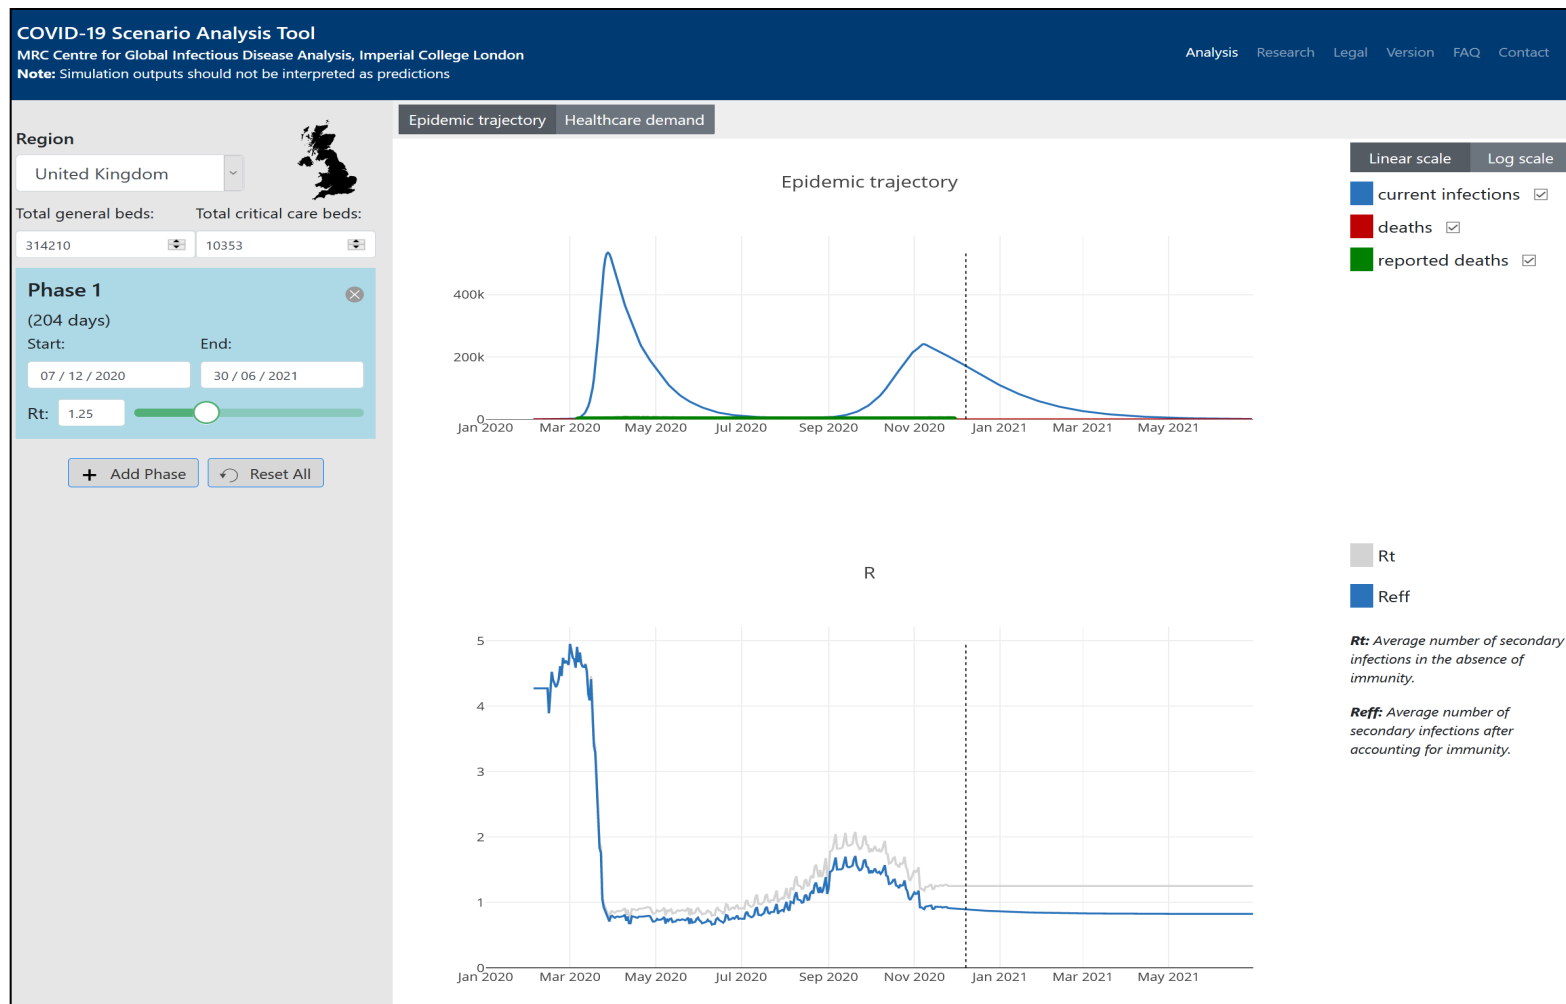 COVID-19 Scenario Analysis Tool
MRC Centre for Global Infectious Disease Analysis, Imperial College London
Note: Simulation outputs should not be interpreted as predictions
Analysis Research Legal Version FAQ Contact
Region
United Kingdom
Total general beds: Total critical care beds:
314210 10353
Phase 1
(204 days)
Start: End:
07 / 12 / 2020 30 / 06 / 2021
Rt: 1.25
+ Add Phase Reset All
Epidemic trajectory Healthcare demand
Epidemic trajectory
400k
200k
0
Jan 2020 Mar 2020 May 2020 Jul 2020 Sep 2020 Nov 2020 Jan 2021 Mar 2021 May 2021
Linear scale Log scale
current infections
deaths
reported deaths
R
5
4
3
2
1
0
Jan 2020 Mar 2020 May 2020 Jul 2020 Sep 2020 Nov 2020 Jan 2021 Mar 2021 May 2021
Rt
Reff
Rt: Average number of secondary
infections in the absence of
immunity.
Reff: Average number of
secondary infections after
accounting for immunity.